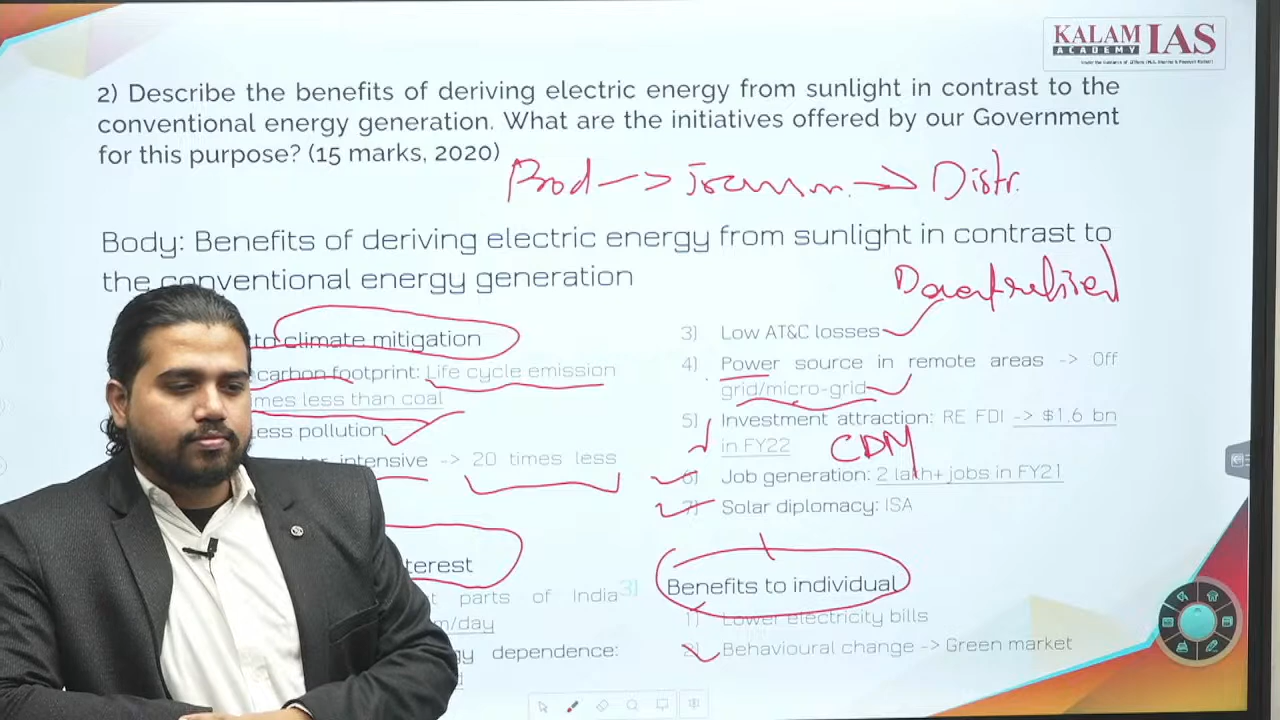 KALAM
ACADEMY
IAS
2) Describe the benefits of deriving electric energy from sunlight in contrast to the
conventional energy generation. What are the initiatives offered by our Government
for this purpose? (15 marks, 2020)
Prod -> Transm. -> Distr.
Body: Benefits of deriving electric energy from sunlight in contrast to
the conventional energy generation
Decentralised
to climate mitigation
carbon footprint: Life cycle emission
times less than coal
less pollution
intensive -> 20 times less
terest
parts of India
m/day
gy dependence:
3) Low AT&C losses
4) Power source in remote areas -> Off
grid/micro-grid
5) Investment attraction: RE FDI -> $1.6 bn
in FY22
CDM
6) Job generation: 2 lakh+ jobs in FY21
7) Solar diplomacy: ISA
3)
Benefits to individual
1) Lower electricity bills
2) Behavioural change -> Green market